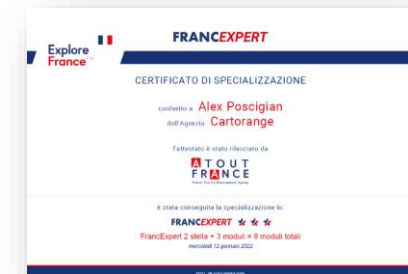 FRANCEXPERT
Explore
France
CERTIFICATO DI SPECIALIZZAZIONE
conferito a Alex Poscigian
dell'Agenzia Cartorange
l'attestato è stato rilasciato da
ATOUT
FRANCE
è stata conseguita la specializzazione in:
FRANCEXPERT
FrancExpert 2 stella + 3 moduli = 8 moduli totali
mercoledì 12 gennaio 2022